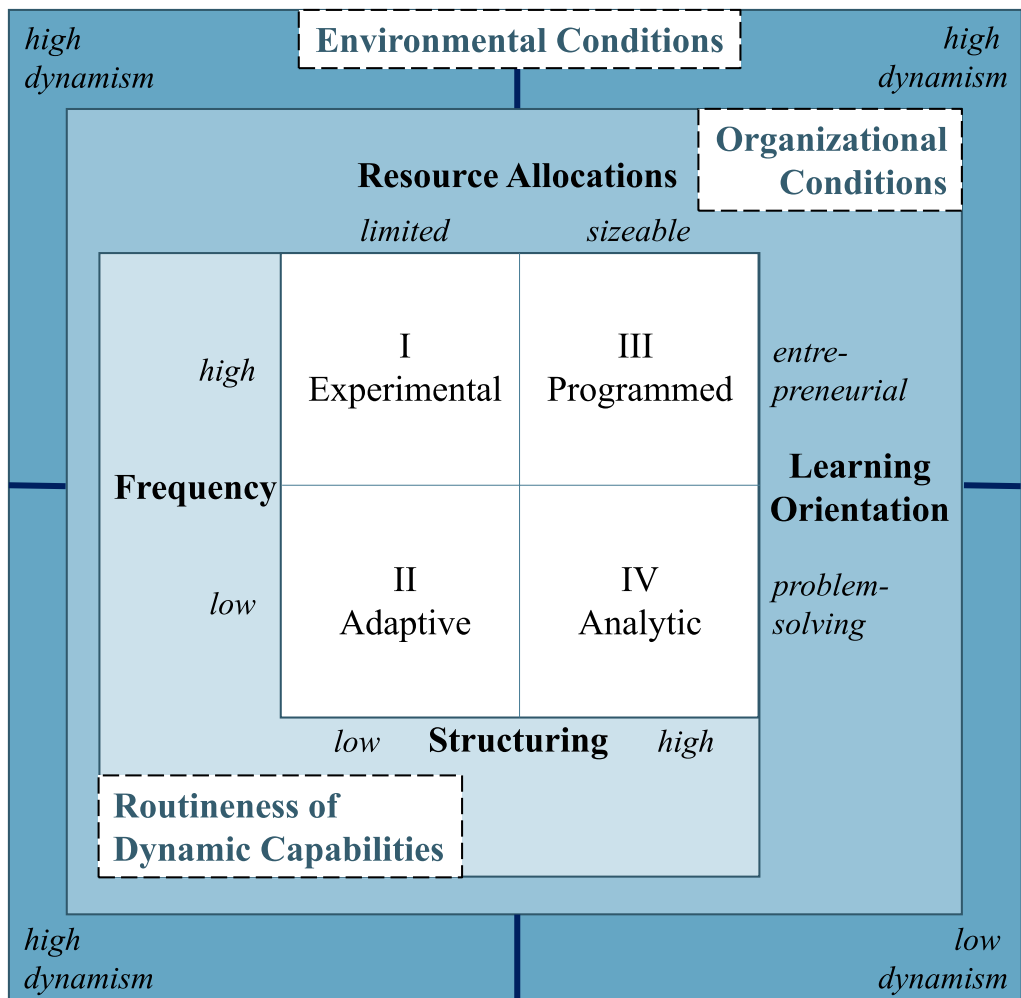 high
dynamism
Environmental Conditions
high
dynamism
Organizational
Conditions
Resource Allocations
limited
sizeable
high
I
Experimental
III
Programmed
entre-
preneurial
Frequency
Learning
Orientation
low
II
Adaptive
IV
Analytic
problem-
solving
low
Structuring
high
Routineness of
Dynamic Capabilities
high
dynamism
low
dynamism